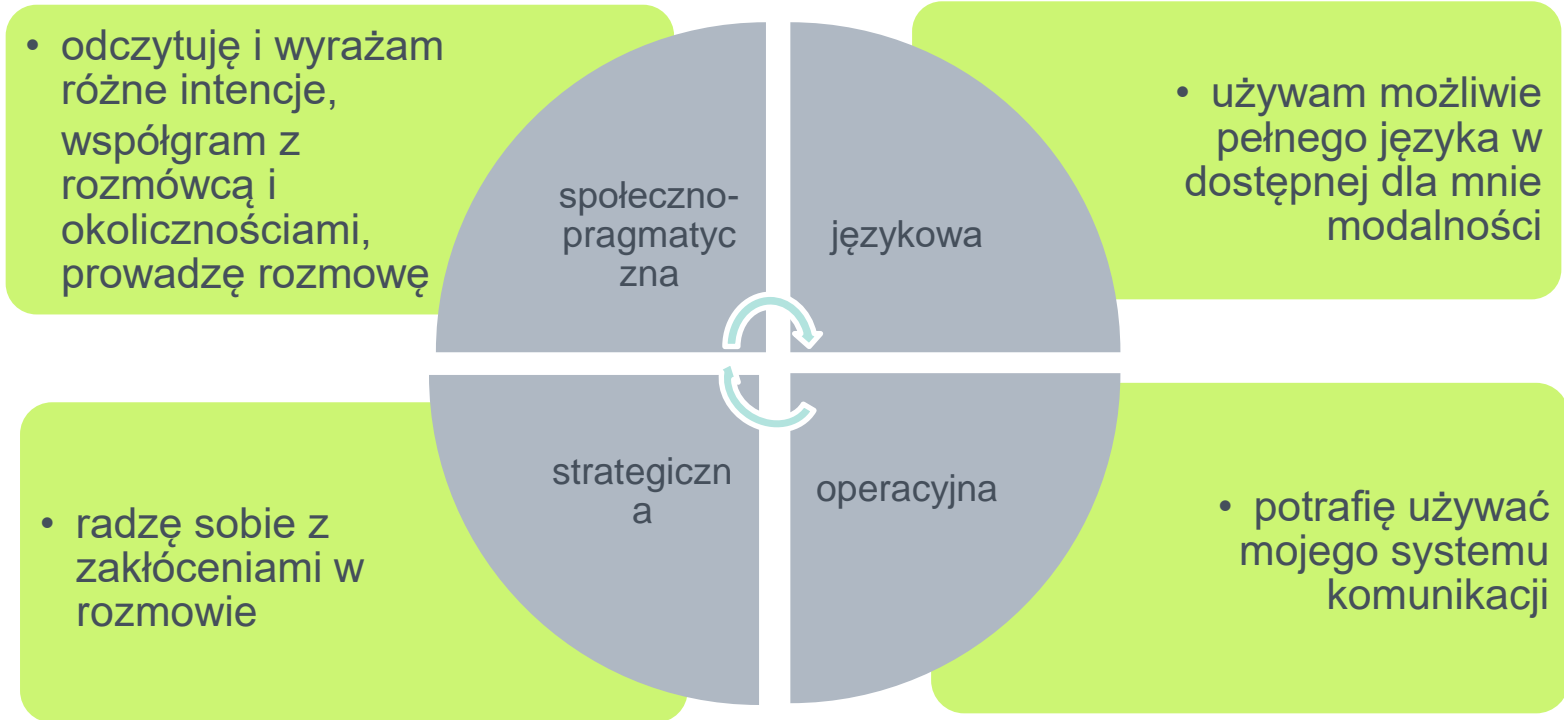 • odczytuję i wyrażam
różne intencje,
współgram z
rozmówcą i
okolicznościami,
prowadzę rozmowę
społeczno-
pragmatyc
zna
językowa
• używam możliwie
pełnego języka w
dostępnej dla mnie
modalności
• radzę sobie z
zakłóceniami w
rozmowie
strategiczn
a
operacyjna
• potrafię używać
mojego systemu
komunikacji